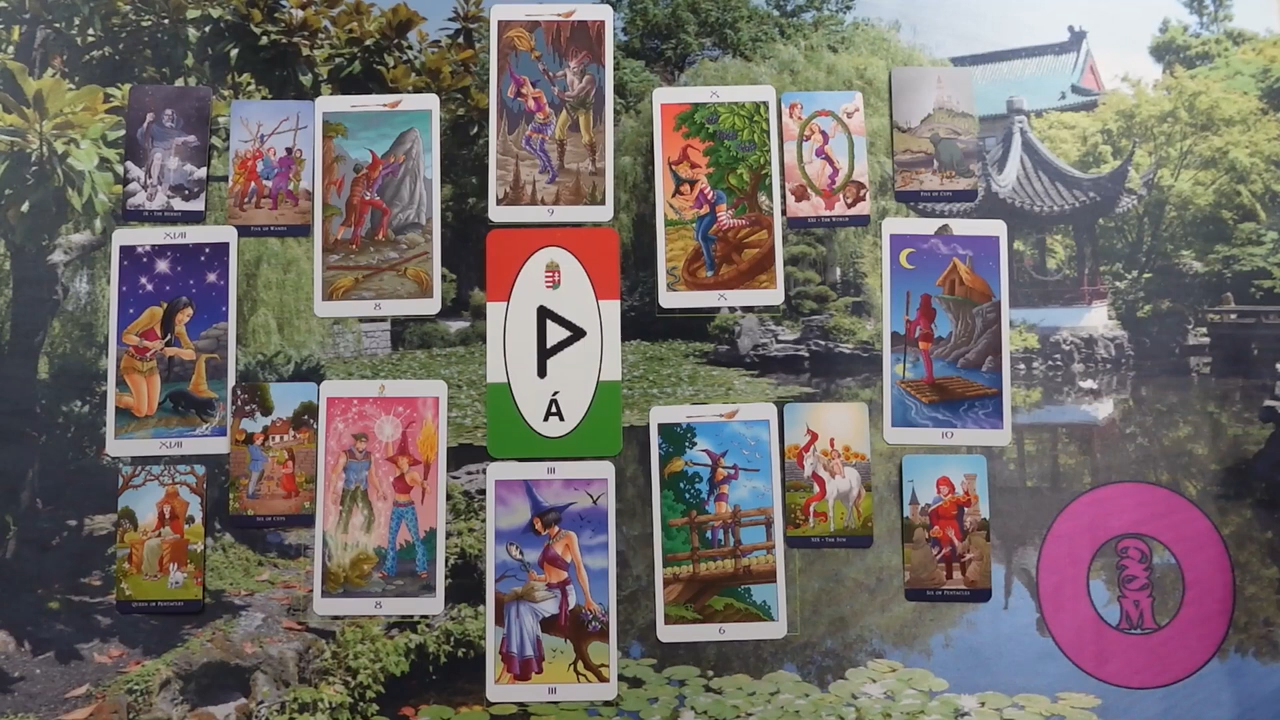 9
IX • THE HERMIT
FIVE OF WANDS
8
X
X
XXI • THE WORLD
FIVE OF CUPS
XVII
XVII
Á
10
SIX OF CUPS
QUEEN OF PENTACLES
8
III
III
6
XIX • THE SUN
SIX OF PENTACLES